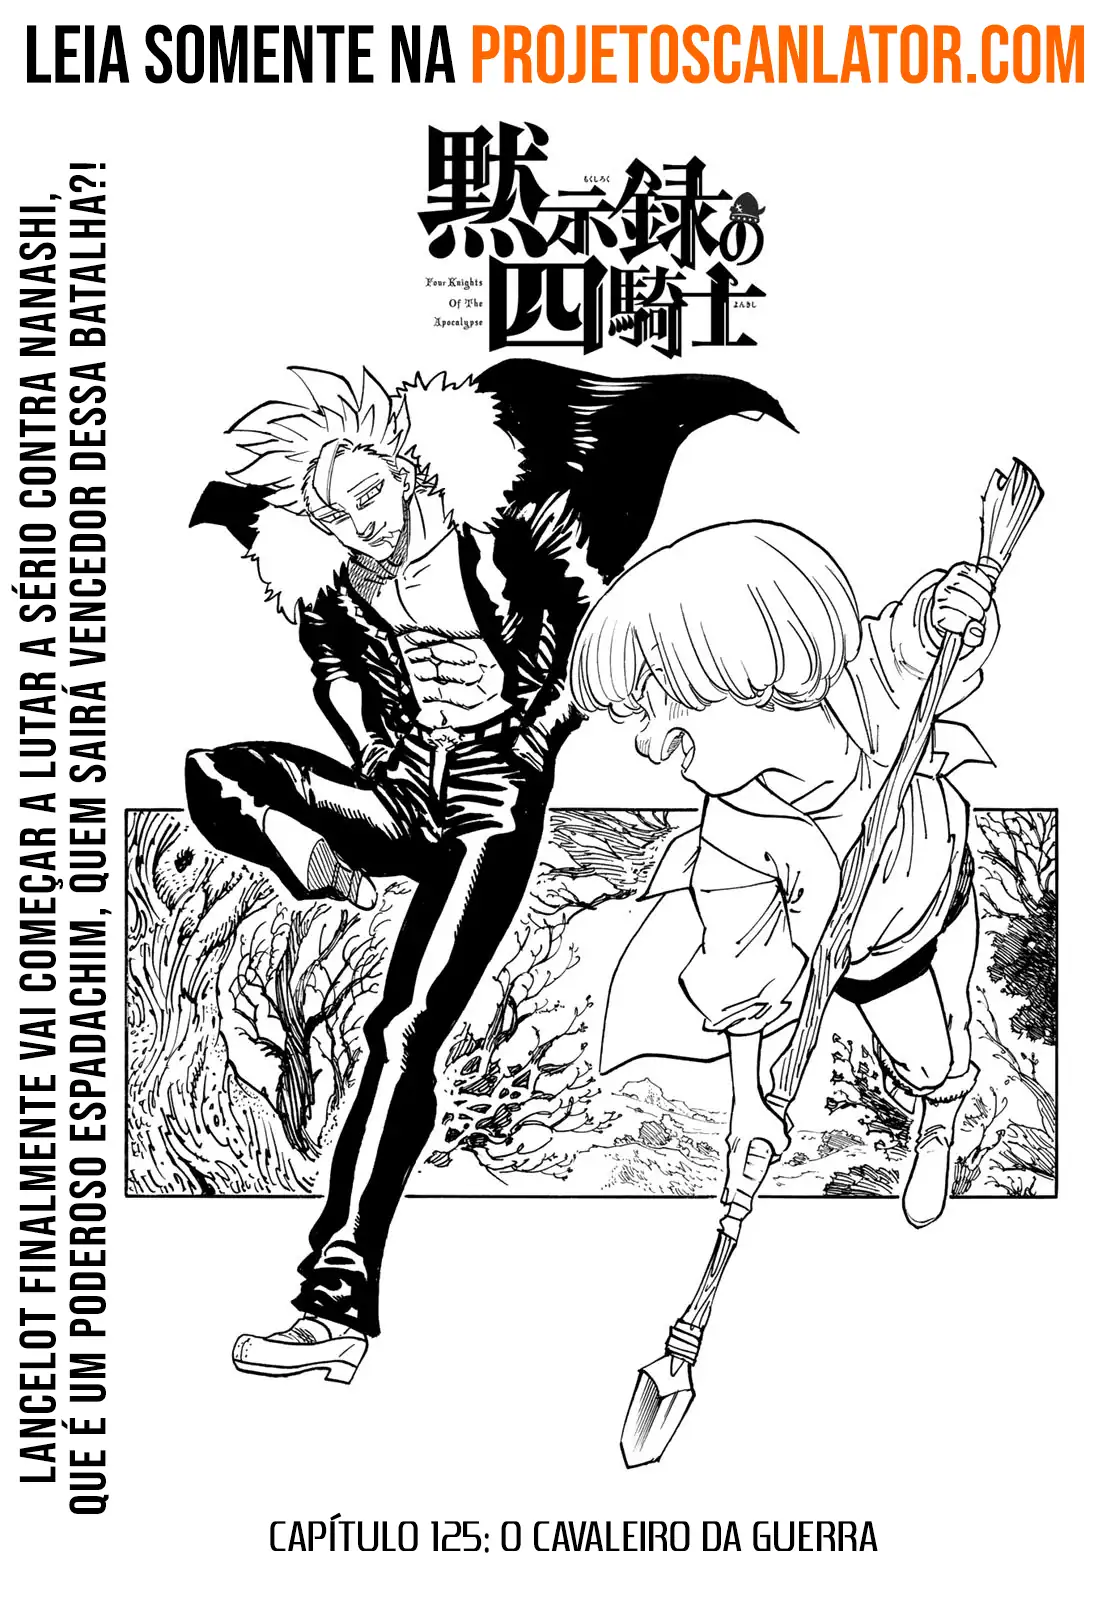 LEIA SOMENTE NA PROJETOSCANLATOR.COM
黙示録の
もくしろく
四騎士
よんきし
Four Knights
Of The
Apocalypse
LANCELOT FINALMENTE VAI COMEÇAR A LUTAR A SÉRIO CONTRA NANASHI,
QUE É UM PODEROSO ESPADACHIM, QUEM SAIRÁ VENCEDOR DESSA BATALHA?!
CAPÍTULO 125: O CAVALEIRO DA GUERRA